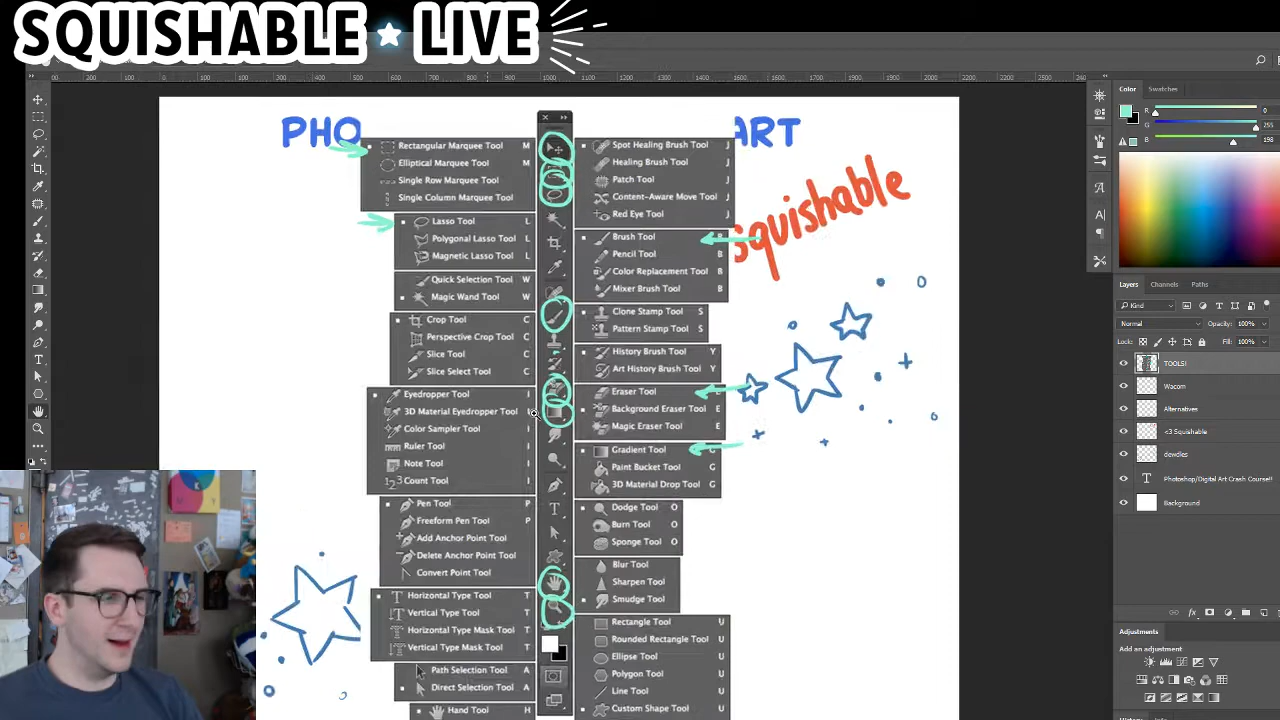 SQUISHABLE LIVE
PHO
ART
squishable
Rectangular Marquee Tool M
Elliptical Marquee Tool M
Single Row Marquee Tool
Single Column Marquee Tool
Lasso Tool L
Polygonal Lasso Tool L
Magnetic Lasso Tool L
Quick Selection Tool W
Magic Wand Tool W
Crop Tool C
Perspective Crop Tool C
Slice Tool C
Slice Select Tool C
Eyedropper Tool I
3D Material Eyedropper Tool I
Color Sampler Tool I
Ruler Tool I
Note Tool I
Count Tool I
Pen Tool P
Freeform Pen Tool P
Add Anchor Point Tool
Delete Anchor Point Tool
Convert Point Tool
Horizontal Type Tool T
Vertical Type Tool T
Horizontal Type Mask Tool T
Vertical Type Mask Tool T
Path Selection Tool A
Direct Selection Tool A
Hand Tool H
Spot Healing Brush Tool J
Healing Brush Tool J
Patch Tool J
Content-Aware Move Tool J
Red Eye Tool J
Brush Tool B
Pencil Tool B
Color Replacement Tool B
Mixer Brush Tool B
Clone Stamp Tool S
Pattern Stamp Tool S
History Brush Tool Y
Art History Brush Tool Y
Eraser Tool E
Background Eraser Tool E
Magic Eraser Tool E
Gradient Tool G
Paint Bucket Tool G
3D Material Drop Tool G
Dodge Tool O
Burn Tool O
Sponge Tool O
Blur Tool
Sharpen Tool
Smudge Tool
Rectangle Tool U
Rounded Rectangle Tool U
Ellipse Tool U
Polygon Tool U
Line Tool U
Custom Shape Tool U
Color Swatches
R 0
G 255
B 198
Layers Channels Paths
Kind
Normal Opacity: 100%
Lock: Fill: 100%
TOOLS!
Wacom
Alternatives
<3 Squishable
dewdles
Photoshop/Digital Art Crash Course!!
Background
Adjustments
Add an adjustment